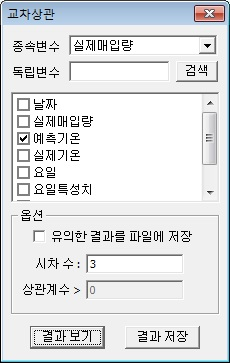 교차상관
종속변수 실제매입량
독립변수 검색
날짜
실제매입량
예측기온
실제기온
요일
요일특성치
옵션
유의한 결과를 파일에 저장
시차 수 : 3
상관계수 > 0
결과 보기 결과 저장